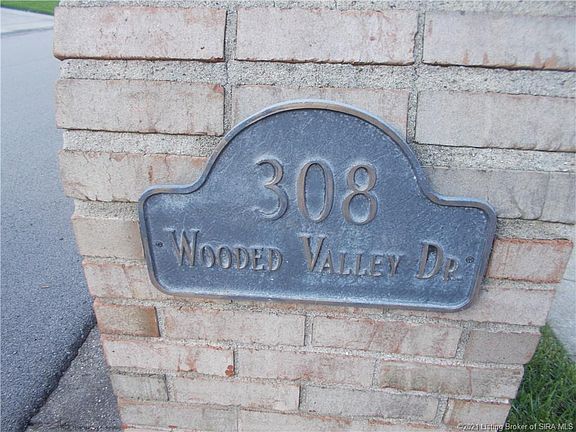 308
Wooded Valley Dr.
©2021 Listing Broker of SIRA MLS